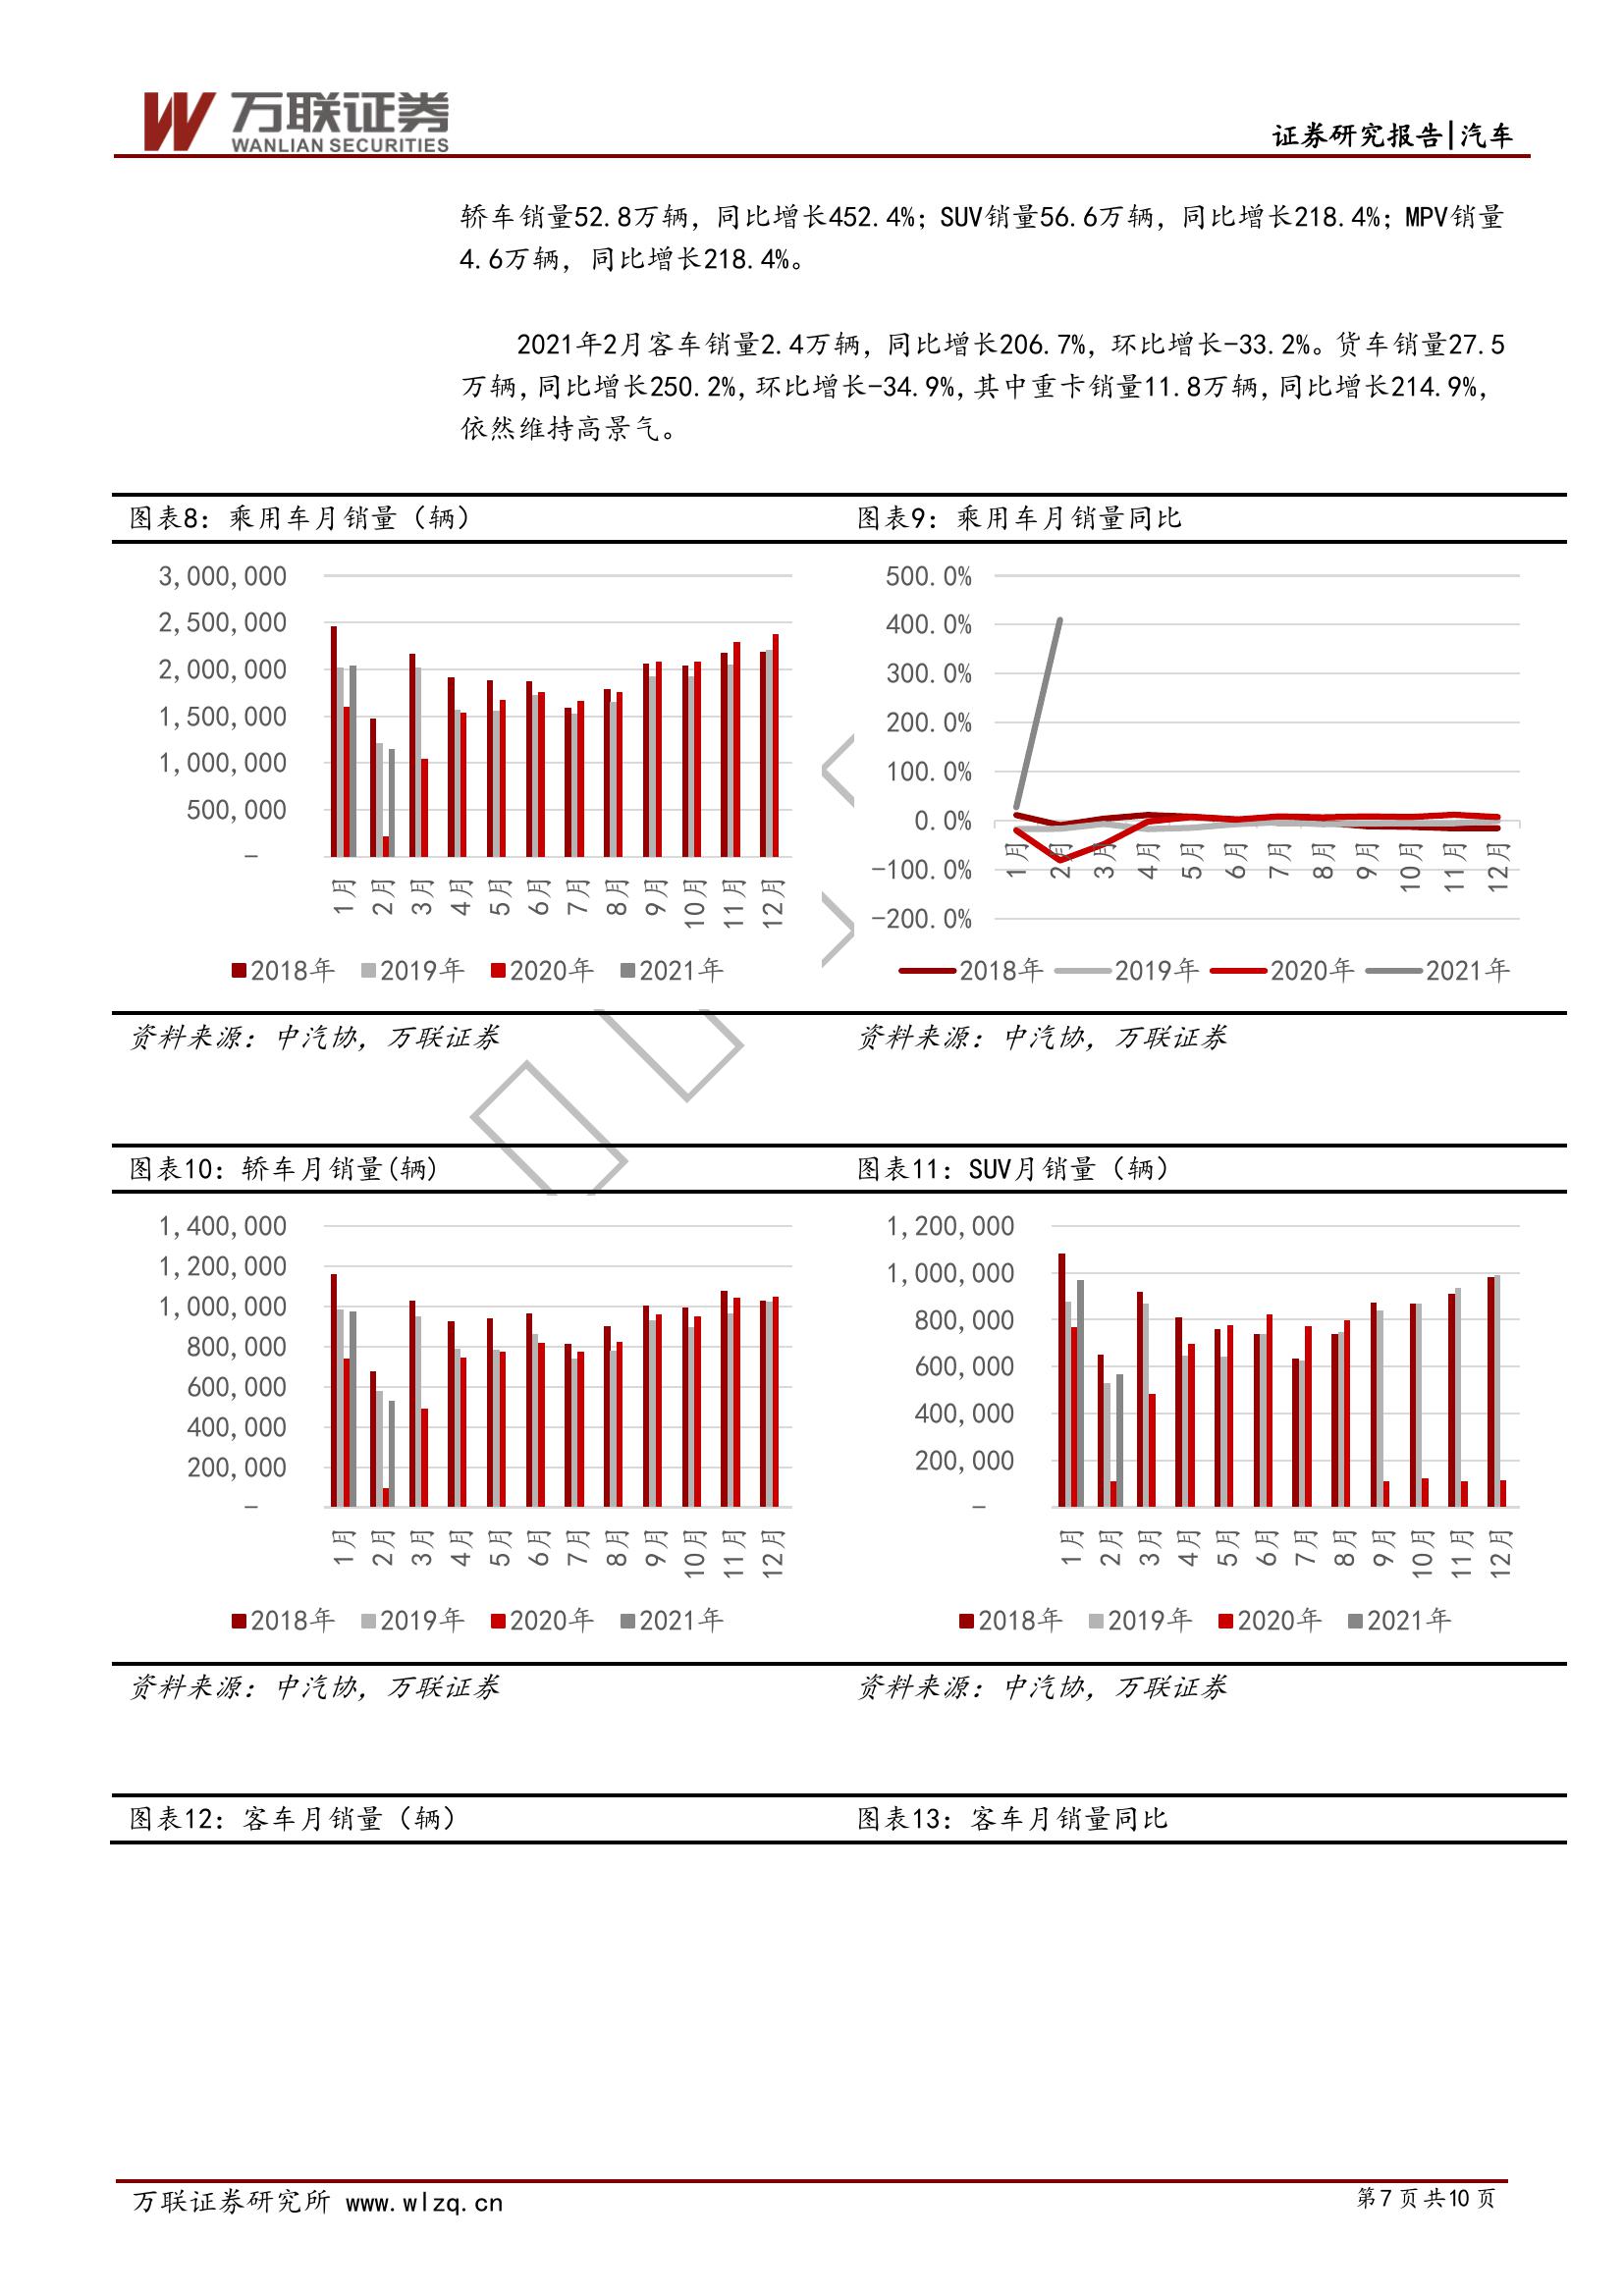 万联证券
WANLIAN SECURITIES
证券研究报告|汽车
轿车销量52.8万辆，同比增长452.4%；SUV销量56.6万辆，同比增长218.4%；MPV销量
4.6万辆，同比增长218.4%。
2021年2月客车销量2.4万辆，同比增长206.7%，环比增长-33.2%。货车销量27.5
万辆，同比增长250.2%，环比增长-34.9%，其中重卡销量11.8万辆，同比增长214.9%，
依然维持高景气。
图表8：乘用车月销量（辆）
3,000,000
2,500,000
2,000,000
1,500,000
1,000,000
500,000
-
1月 2月 3月 4月 5月 6月 7月 8月 9月 10月 11月 12月
2018年 2019年 2020年 2021年
资料来源：中汽协，万联证券
图表9：乘用车月销量同比
500.0%
400.0%
300.0%
200.0%
100.0%
0.0%
-100.0%
-200.0%
1月 2月 3月 4月 5月 6月 7月 8月 9月 10月 11月 12月
2018年 2019年 2020年 2021年
资料来源：中汽协，万联证券
图表10：轿车月销量(辆)
1,400,000
1,200,000
1,000,000
800,000
600,000
400,000
200,000
-
1月 2月 3月 4月 5月 6月 7月 8月 9月 10月 11月 12月
2018年 2019年 2020年 2021年
资料来源：中汽协，万联证券
图表11：SUV月销量（辆）
1,200,000
1,000,000
800,000
600,000
400,000
200,000
-
1月 2月 3月 4月 5月 6月 7月 8月 9月 10月 11月 12月
2018年 2019年 2020年 2021年
资料来源：中汽协，万联证券
图表12：客车月销量（辆）
图表13：客车月销量同比
万联证券研究所 www.wlzq.cn
第7页共10页